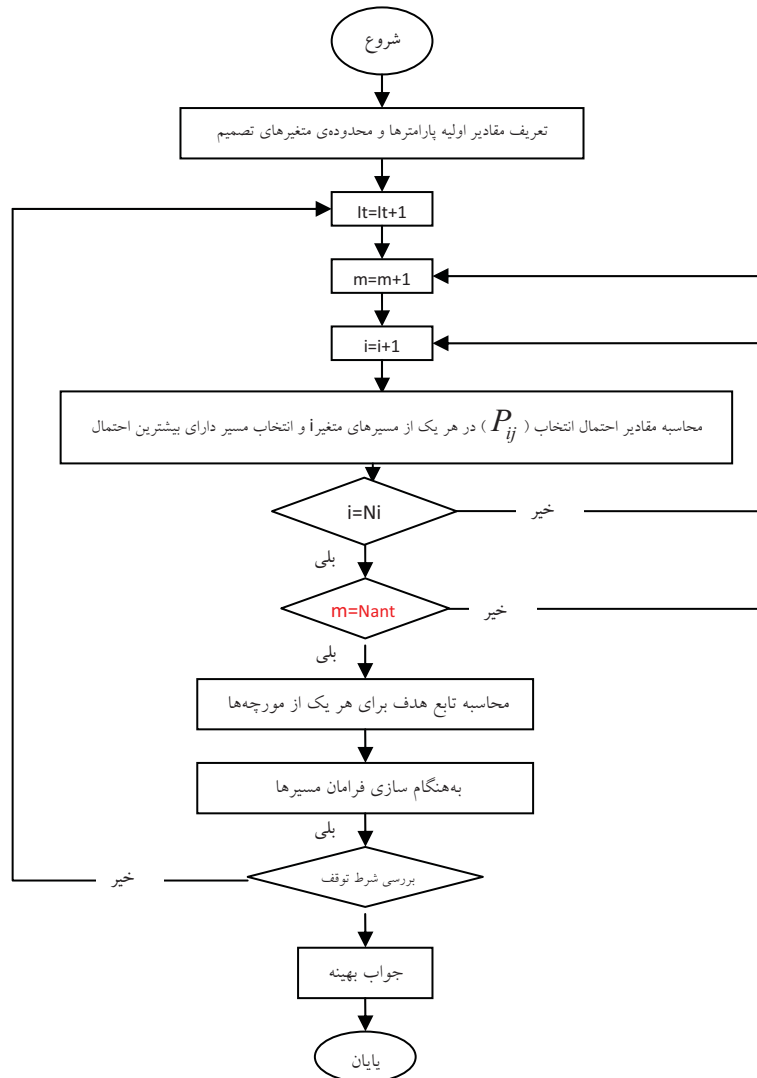 شروع
تعریف مقادیر اولیه پارامترها و محدوده‌ی متغیرهای تصمیم
It=It+1
m=m+1
i=i+1
محاسبه مقادیر احتمال انتخاب ( P_ij ) در هر یک از مسیرهای متغیر i و انتخاب مسیر دارای بیشترین احتمال
i=Ni
خیر
بلی
m=Nant
خیر
بلی
محاسبه تابع هدف برای هر یک از مورچه‌ها
به‌هنگام سازی فرامان مسیرها
بلی
بررسی شرط توقف
خیر
جواب بهینه
پایان